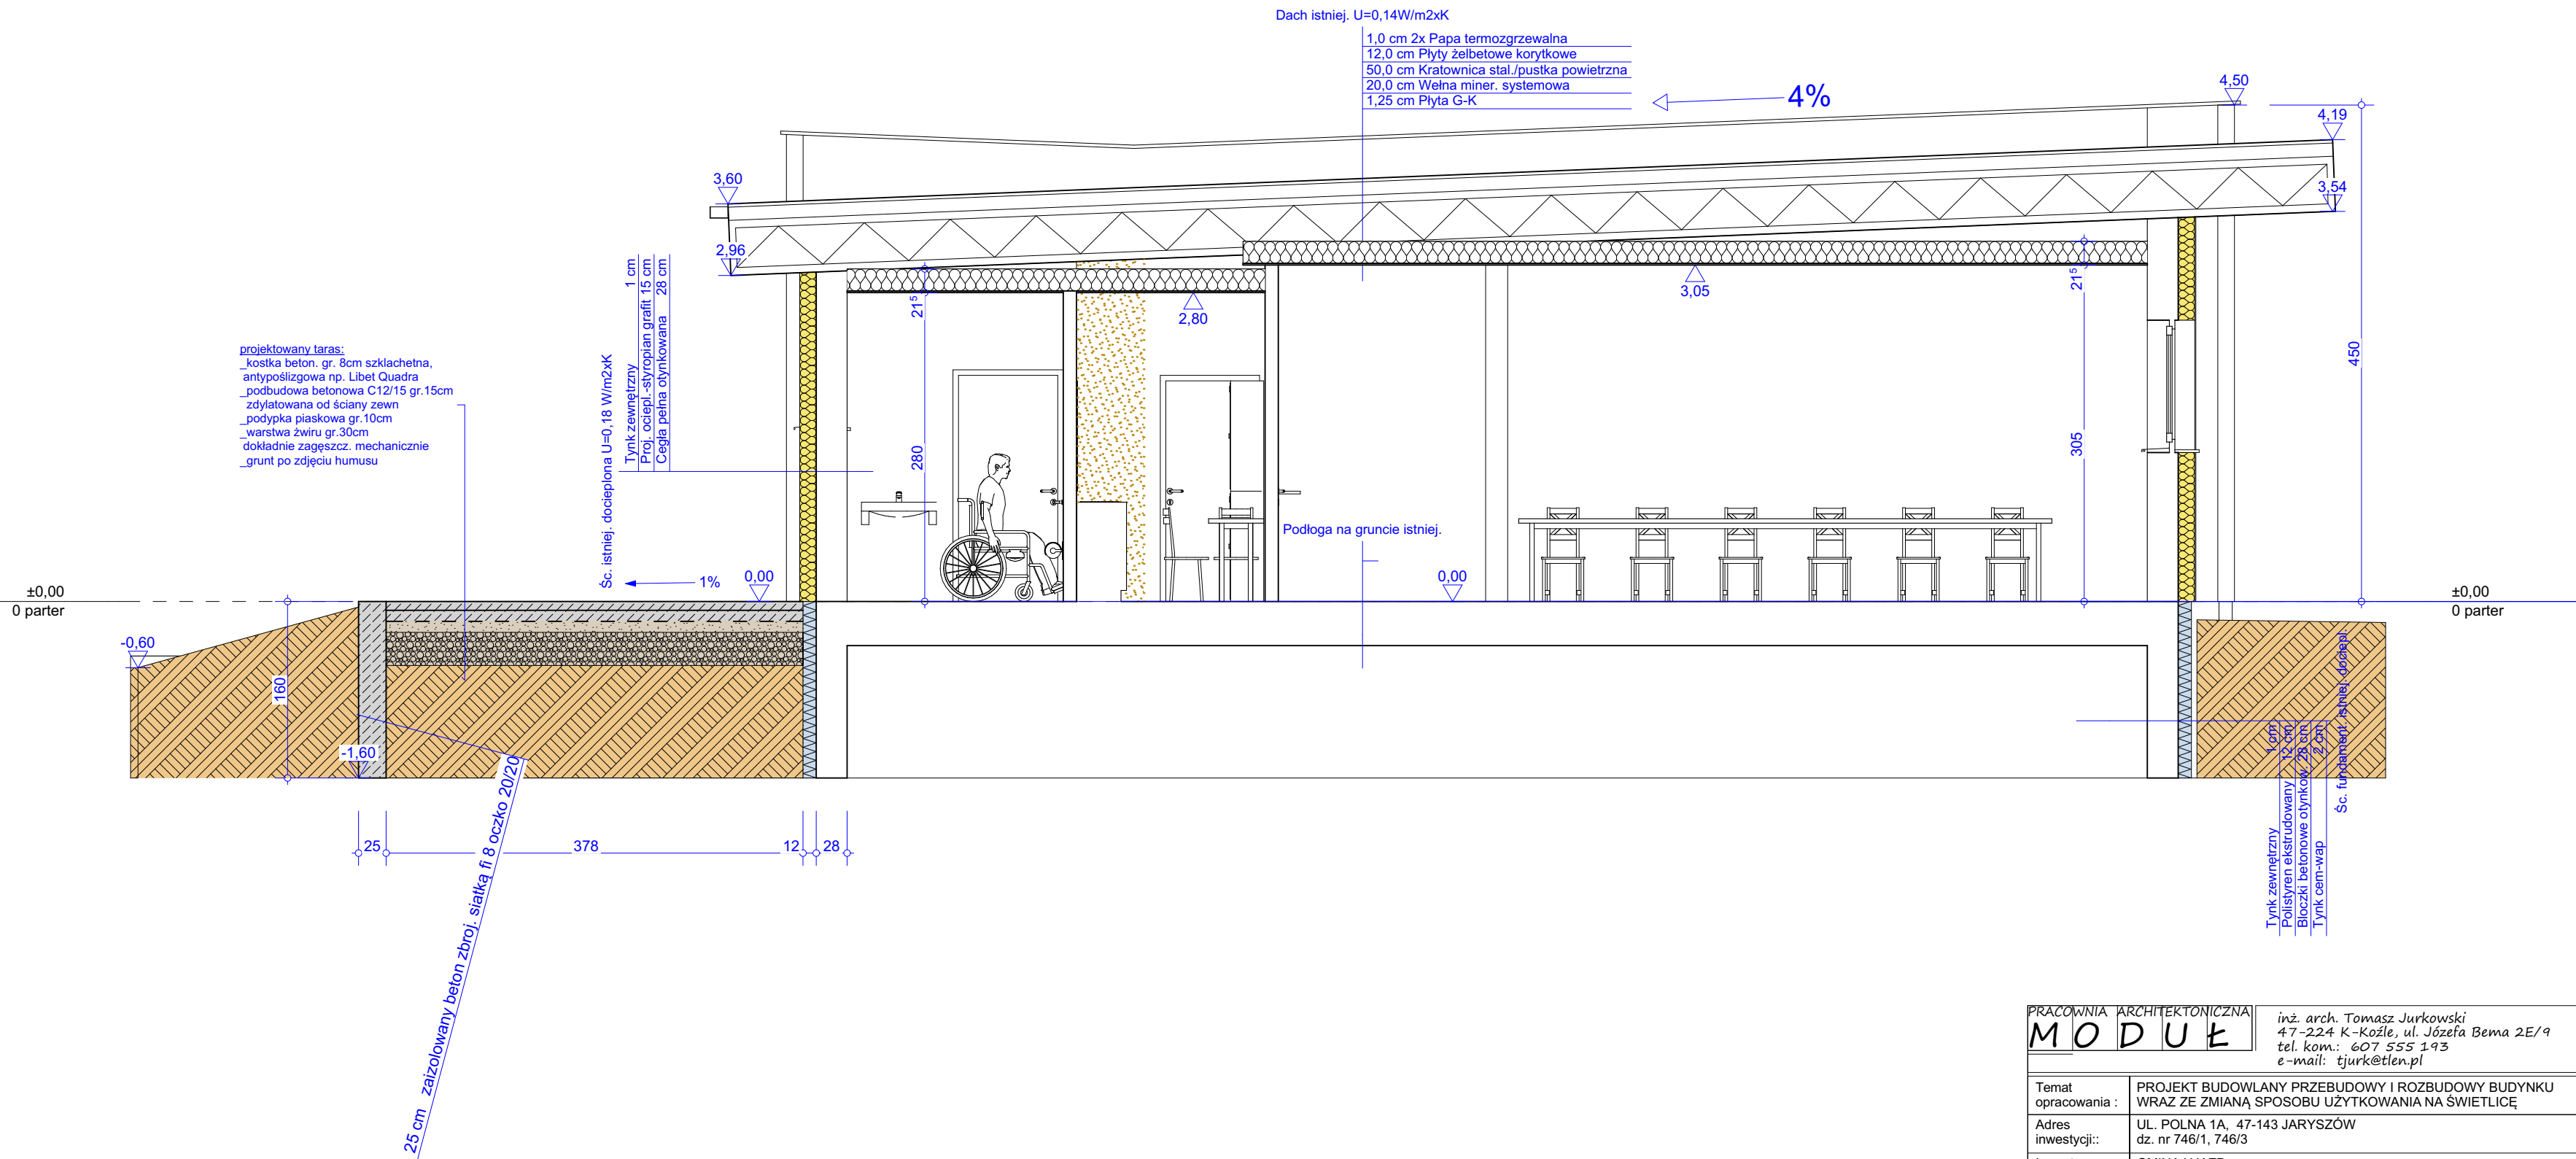 Dach istniej. U=0,14W/m2xK
1,0 cm 2x Papa termozgrzewalna
12,0 cm Płyty żelbetowe korytkowe
50,0 cm Kratownica stal./pustka powietrzna
20,0 cm Wełna miner. systemowa
1,25 cm Płyta G-K
4%
4,50
4,19
3,54
3,60
2,96
projektowany taras:
_kostka beton. gr. 8cm szklachetna,
antypoślizgowa np. Libet Quadra
_podbudowa betonowa C12/15 gr.15cm
zdylatowana od ściany zewn
_podypka piaskowa gr.10cm
_warstwa żwiru gr.30cm
dokładnie zagęszcz. mechanicznie
_grunt po zdjęciu humusu
Śc. istniej. docieplona U=0,18 W/m2xK
Tynk zewnętrzny 1 cm
Proj. ociepl.-styropian grafit 15 cm
Cegła pełna otynkowana 28 cm
21⁵
280
2,80
3,05
21⁵
305
450
Podłoga na gruncie istniej.
0,00
0,00
1%
±0,00
0 parter
±0,00
0 parter
-0,60
160
-1,60
25
378
12
28
25 cm zaizolowany beton zbroj. siatką fi 8 oczko 20/20
Śc. fundament. istniej. dociepl.
Tynk zewnętrzny 1 cm
Polistyren ekstrudowany 12 cm
Bloczki betonowe otynkow. 28 cm
Tynk cem-wap 2 cm
PRACOWNIA ARCHITEKTONICZNA
MODUŁ
inż. arch. Tomasz Jurkowski
47-224 K-Koźle, ul. Józefa Bema 2E/9
tel. kom.: 607 555 193
e-mail: tjurk@tlen.pl
Temat opracowania : PROJEKT BUDOWLANY PRZEBUDOWY I ROZBUDOWY BUDYNKU
WRAZ ZE ZMIANĄ SPOSOBU UŻYTKOWANIA NA ŚWIETLICĘ
Adres inwestycji:: UL. POLNA 1A, 47-143 JARYSZÓW
dz. nr 746/1, 746/3